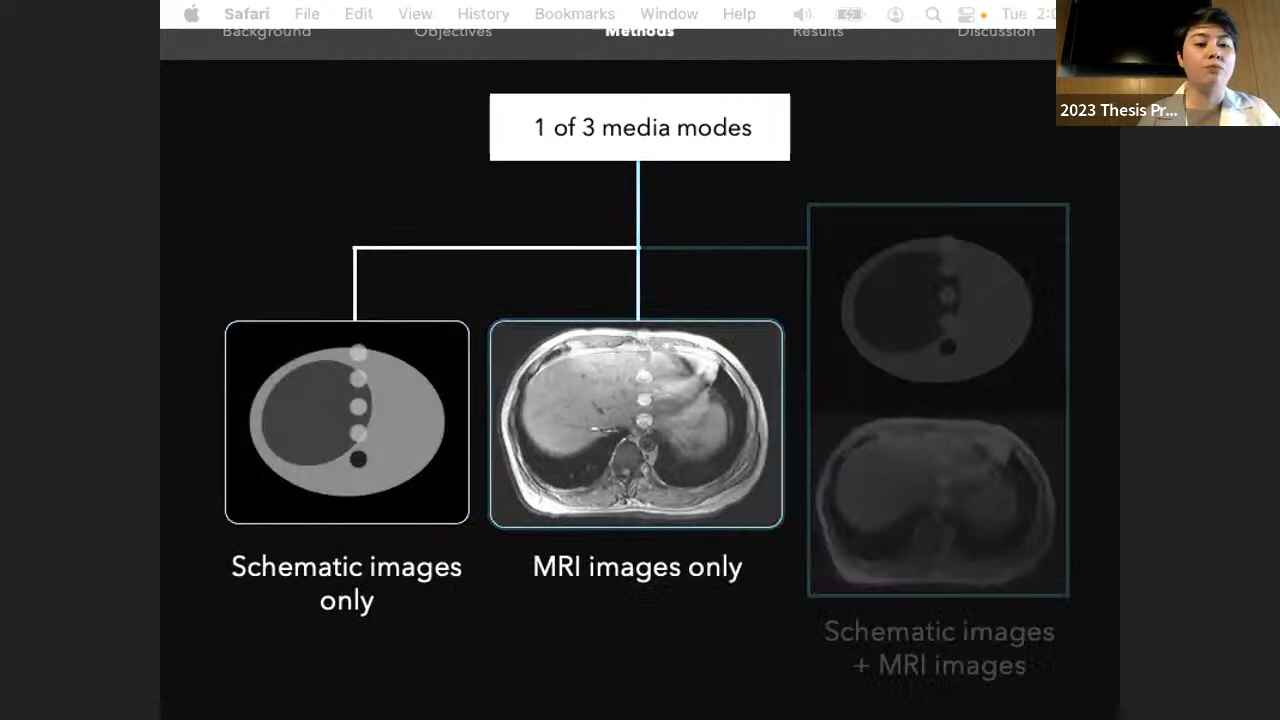 Safari File Edit View History Bookmarks Window Help Tue
Background Objectives Methods Results Discussion
2023 Thesis Pr...
1 of 3 media modes
Schematic images
only
MRI images only
Schematic images
+ MRI images